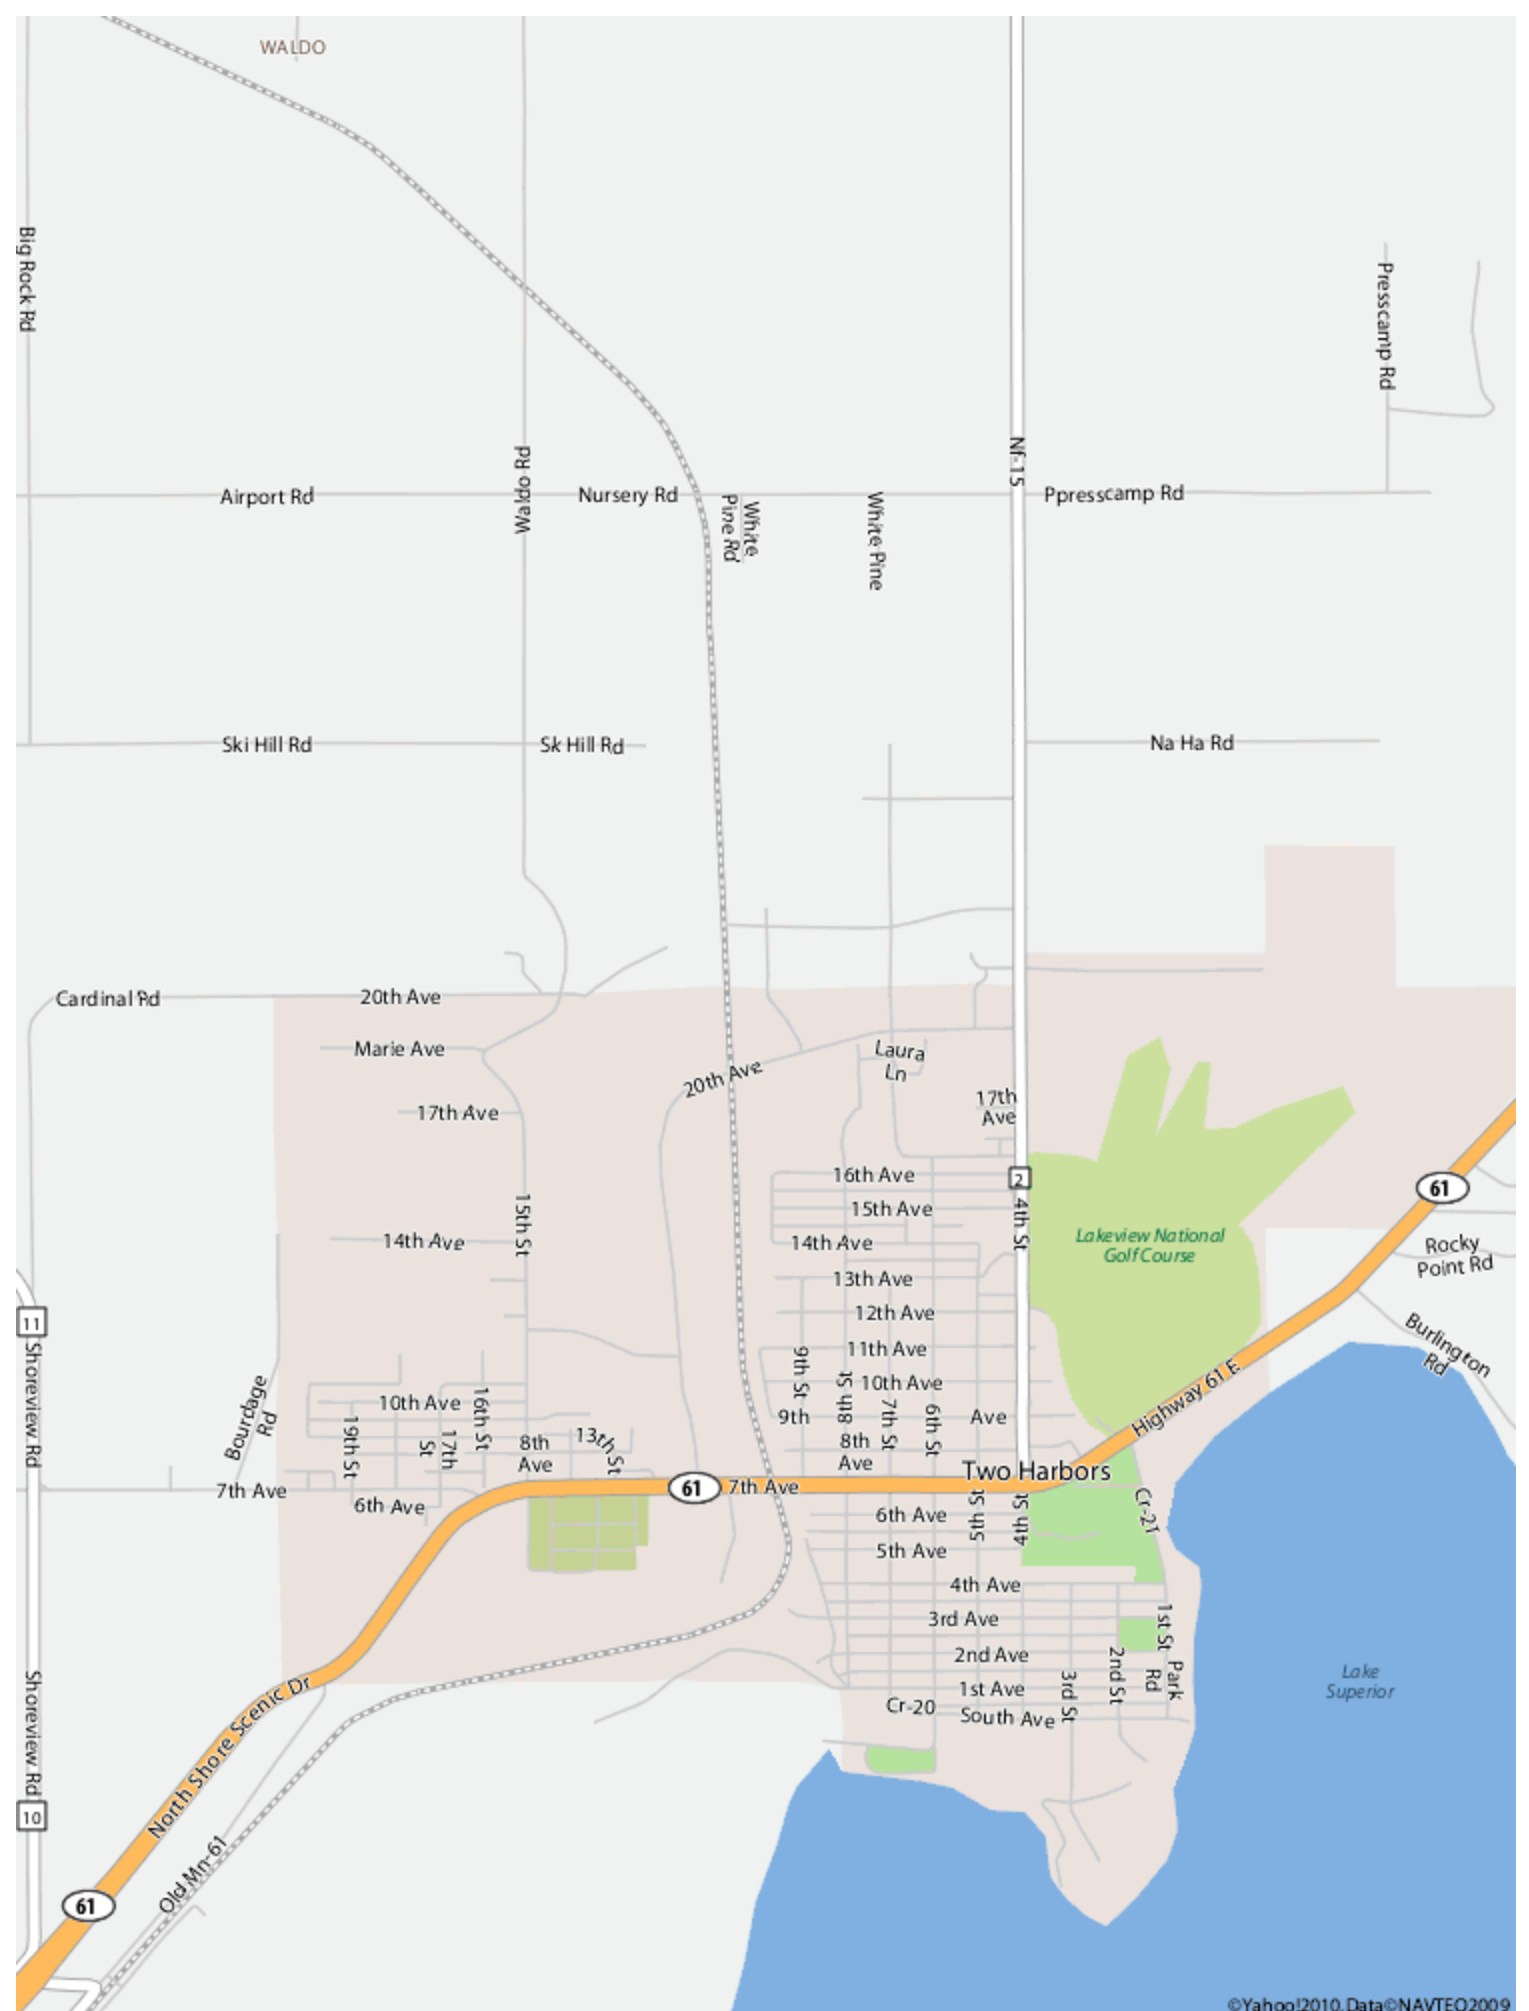 WALDO
Big Rock Rd
Presscamp Rd
Waldo Rd
Nf-15
Airport Rd
Nursery Rd
Ppresscamp Rd
White
Pine Rd
White Pine
Ski Hill Rd
Sk Hill Rd
Na Ha Rd
Cardinal Rd
20th Ave
Marie Ave
Laura
Ln
20th Ave
17th Ave
17th
Ave
16th Ave
2
61
15th St
15th Ave
4th St
14th Ave
14th Ave
Lakeview National
Golf Course
Rocky
Point Rd
13th Ave
12th Ave
11
Shoreview Rd
11th Ave
Burlington
Rd
9th St
8th St
10th Ave
Highway 61 E
Bourdage
Rd
10th Ave
16th St
7th St
6th St
9th
Ave
19th St
17th
St
8th
Ave
13th St
8th
Ave
Two Harbors
7th Ave
61
7th Ave
6th Ave
6th Ave
5th St
4th St
Cr-21
5th Ave
4th Ave
3rd Ave
1st St
2nd Ave
2nd St
Park
Rd
Lake
Superior
Shoreview Rd
1st Ave
3rd St
Cr-20
South Ave
North Shore Scenic Dr
10
Old Mn-61
61
©Yahoo!2010, Data©NAVTEQ2009